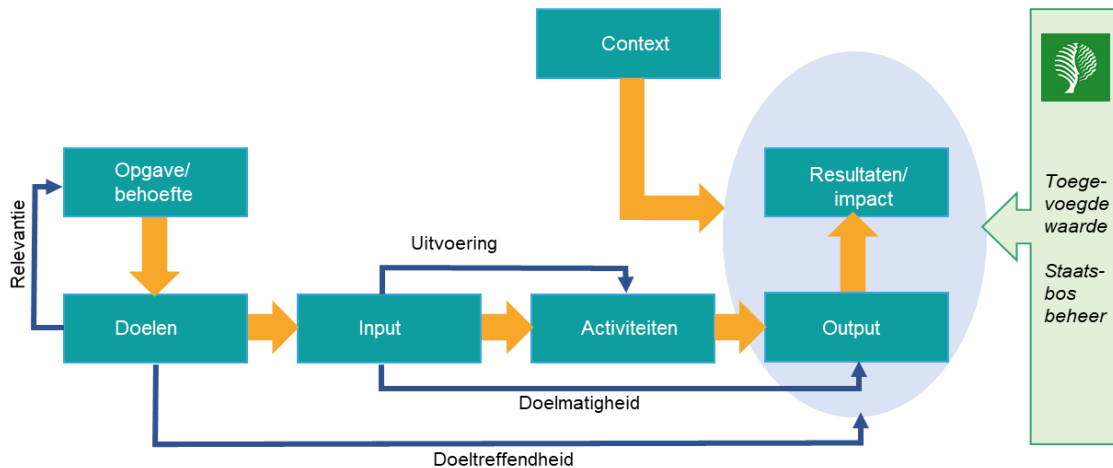 Context
Opgave/
behoefte
Resultaten/
impact
Toege-
voegde
waarde
Staats-
bos
beheer
Relevantie
Uitvoering
Doelen
Input
Activiteiten
Output
Doelmatigheid
Doeltreffendheid